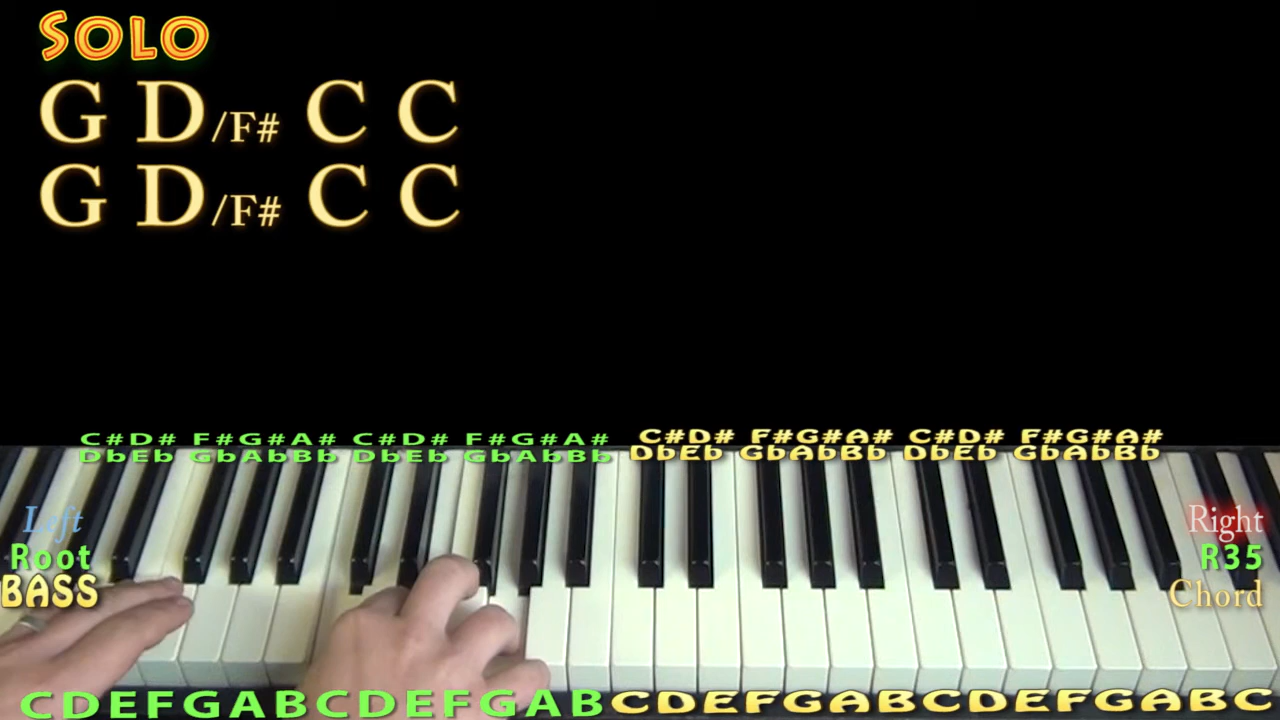 SOLO
G D/F# C C
G D/F# C C
C#D# F#G#A# C#D# F#G#A# C#D# F#G#A# C#D# F#G#A#
DbEb GbAbBb DbEb GbAbBb DbEb GbAbBb DbEb GbAbBb
Left
Root
BASS
Right
R35
Chord
CDEFGABCDEFGABCDEFGABCDEFGABC